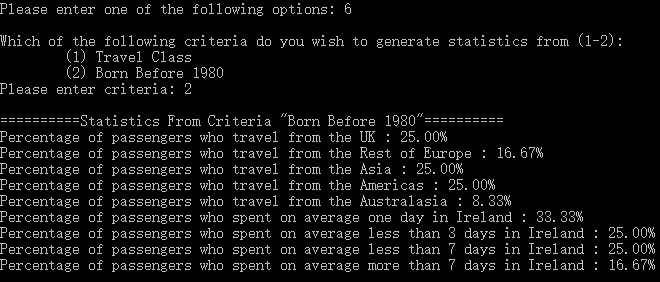 Please enter one of the following options: 6
Which of the following criteria do you wish to generate statistics from (1-2):
(1) Travel Class
(2) Born Before 1980
Please enter criteria: 2
==========Statistics From Criteria "Born Before 1980"==========
Percentage of passengers who travel from the UK : 25.00%
Percentage of passengers who travel from the Rest of Europe : 16.67%
Percentage of passengers who travel from the Asia : 25.00%
Percentage of passengers who travel from the Americas : 25.00%
Percentage of passengers who travel from the Australasia : 8.33%
Percentage of passengers who spent on average one day in Ireland : 33.33%
Percentage of passengers who spent on average less than 3 days in Ireland : 25.00%
Percentage of passengers who spent on average less than 7 days in Ireland : 25.00%
Percentage of passengers who spent on average more than 7 days in Ireland : 16.67%